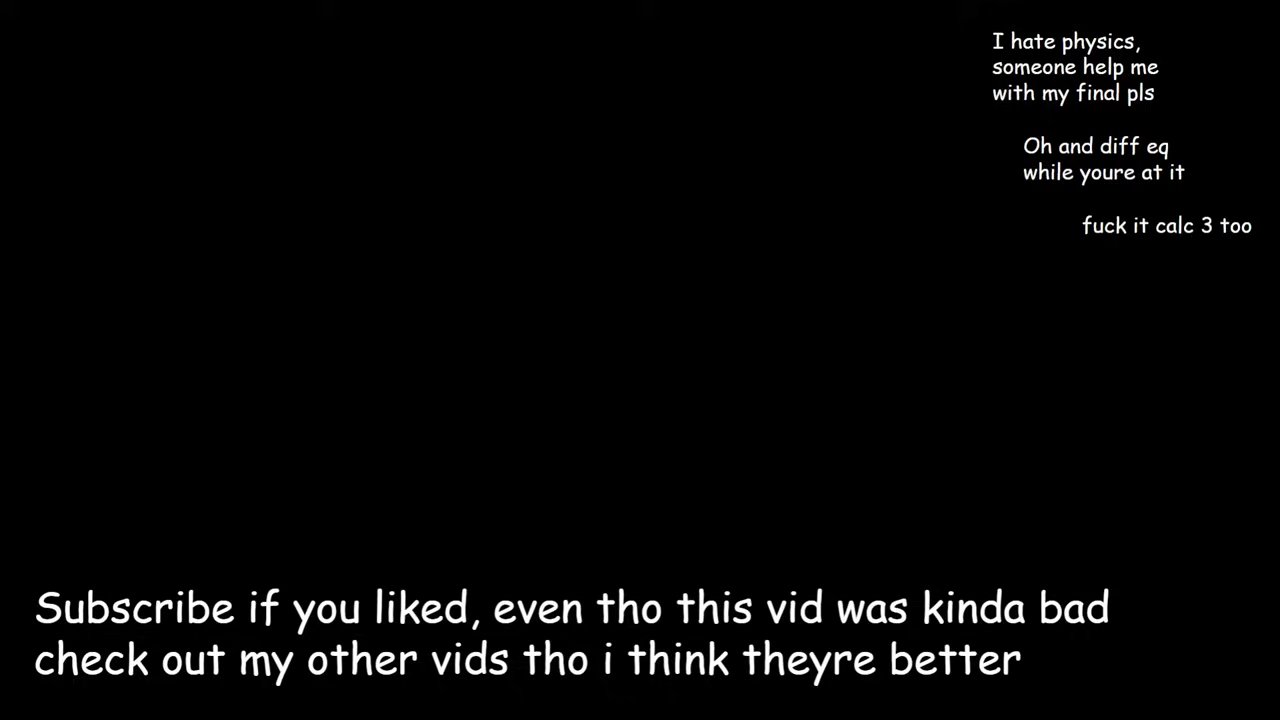 I hate physics,
someone help me
with my final pls
Oh and diff eq
while youre at it
fuck it calc 3 too
Subscribe if you liked, even tho this vid was kinda bad
check out my other vids tho i think theyre better